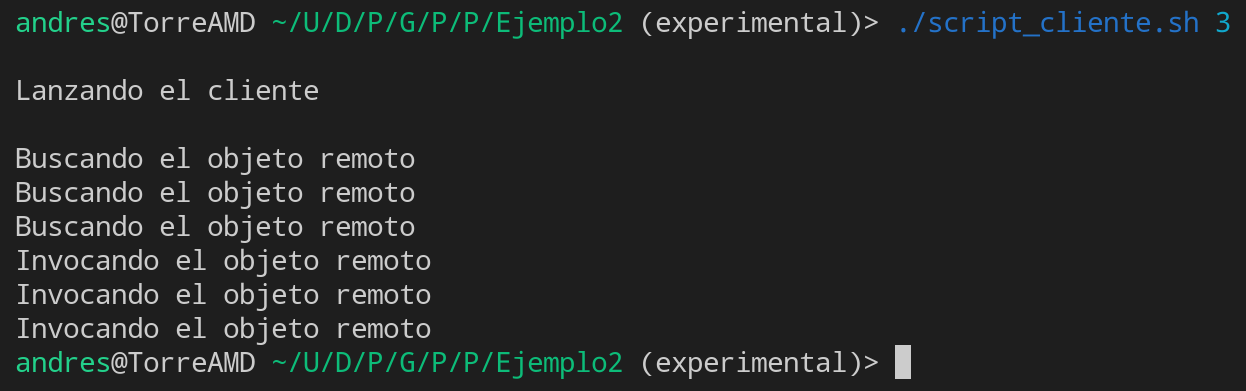 andres@TorreAMD ~/U/D/P/G/P/P/Ejemplo2 (experimental)> ./script_cliente.sh 3
Lanzando el cliente
Buscando el objeto remoto
Buscando el objeto remoto
Buscando el objeto remoto
Invocando el objeto remoto
Invocando el objeto remoto
Invocando el objeto remoto
andres@TorreAMD ~/U/D/P/G/P/P/Ejemplo2 (experimental)>